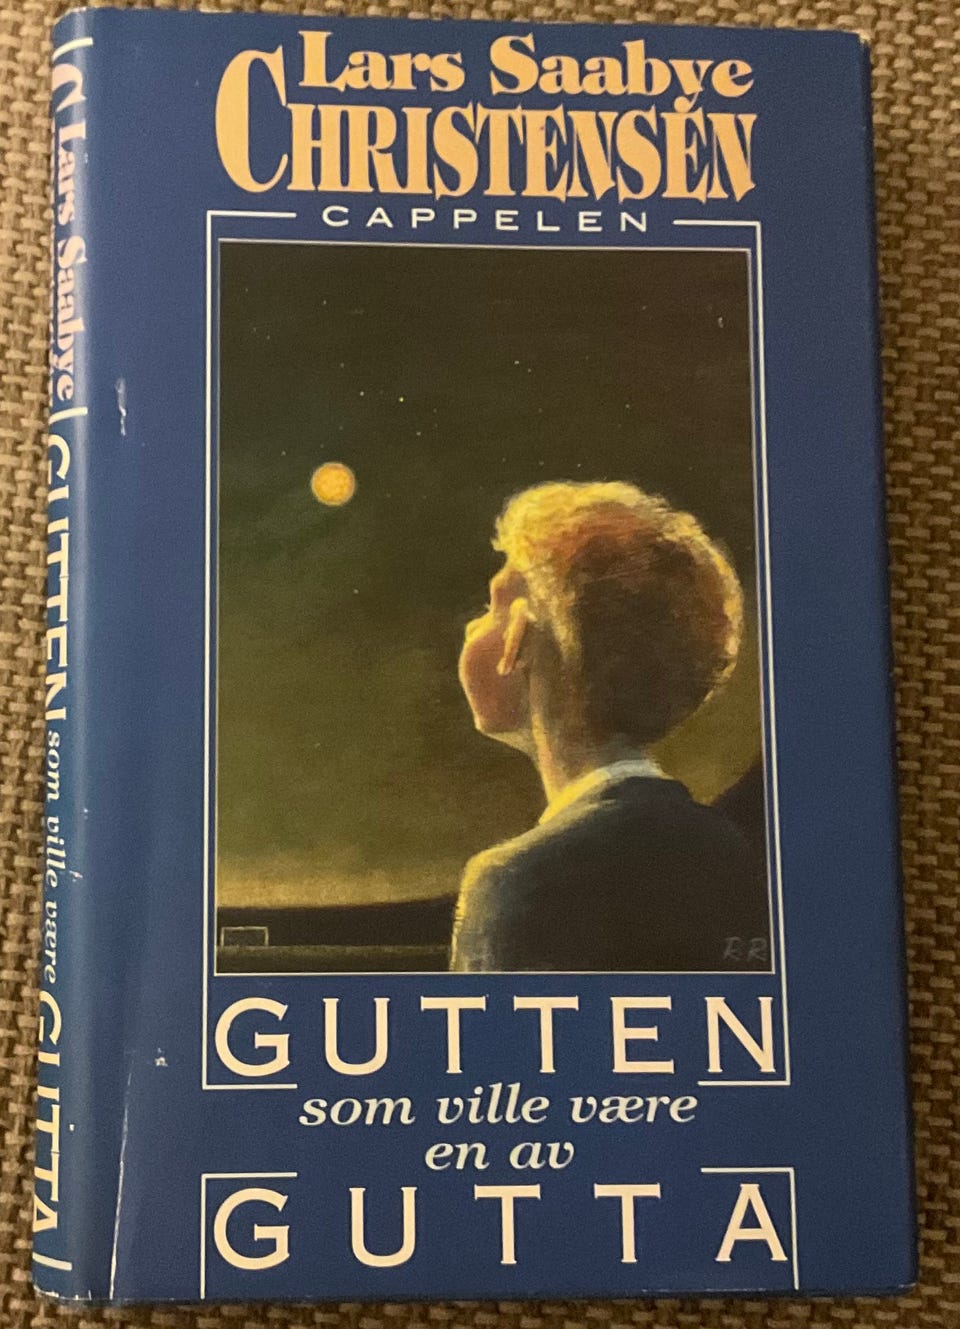 Lars Saabye
CHRISTENSEN
CAPPELEN
R.R
GUTTEN
som ville være
en av
GUTTA
Lars Saabye
GUTTEN som ville være GUTTA